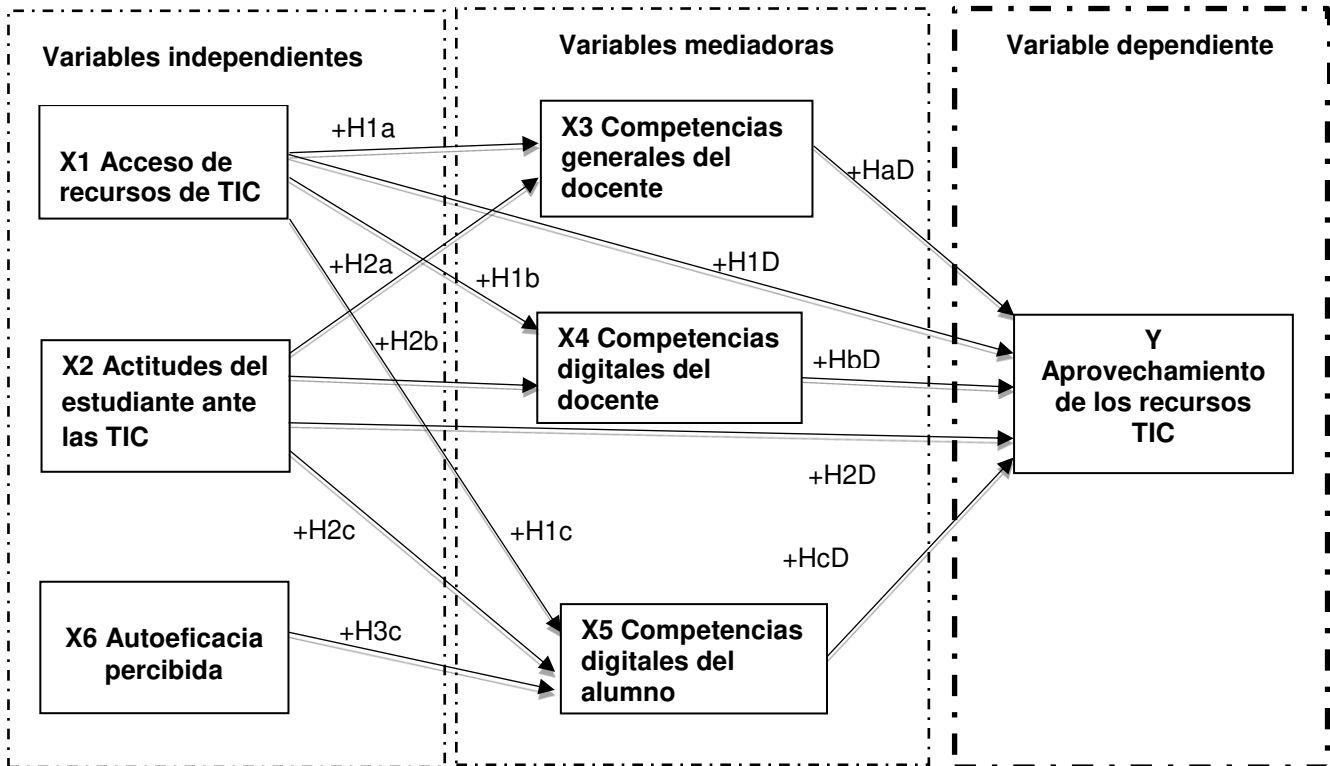 Variables independientes
Variables mediadoras
Variable dependiente
X1 Acceso de
recursos de TIC
+H1a
X3 Competencias
generales del
docente
+HaD
+H2a
+H1b
+H1D
X2 Actitudes del
estudiante ante
las TIC
+H2b
X4 Competencias
digitales del
docente
+HbD
Y
Aprovechamiento
de los recursos
TIC
+H2D
+H2c
+H1c
+HcD
X6 Autoeficacia
percibida
+H3c
X5 Competencias
digitales del
alumno